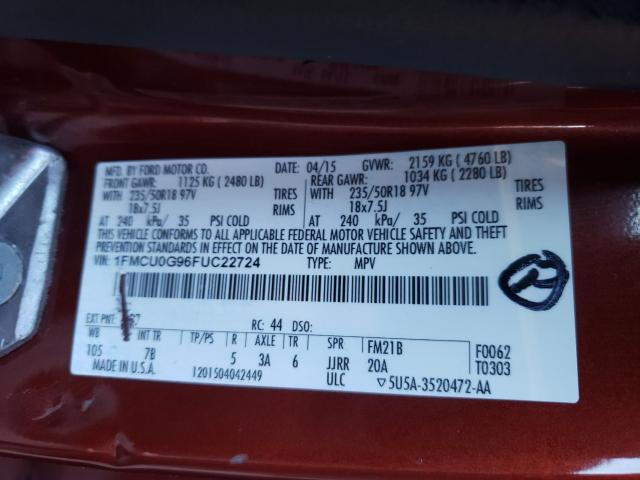 MFD. BY FORD MOTOR CO.
DATE: 04/15 GVWR: 2159 KG ( 4760 LB)
FRONT GAWR: 1125 KG ( 2480 LB)
REAR GAWR: 1034 KG ( 2280 LB)
WITH 235/50R18 97V TIRES
WITH 235/50R18 97V TIRES
18x7.5J RIMS
18x7.5J RIMS
AT 240 kPa/ 35 PSI COLD
AT 240 kPa/ 35 PSI COLD
THIS VEHICLE CONFORMS TO ALL APPLICABLE FEDERAL MOTOR VEHICLE SAFETY AND THEFT
PREVENTION STANDARDS IN EFFECT ON THE DATE OF MANUFACTURE SHOWN ABOVE.
VIN: 1FMCU0G96FUC22724 TYPE: MPV
EXT PNT: RC: 44 DSO:
WB INT TR TP/PS R AXLE TR SPR FM21B F0062
105 7B 5 3A 6 JJRR 20A T0303
MADE IN U.S.A. 1201504042449 ULC ▽5U5A-3520472-AA